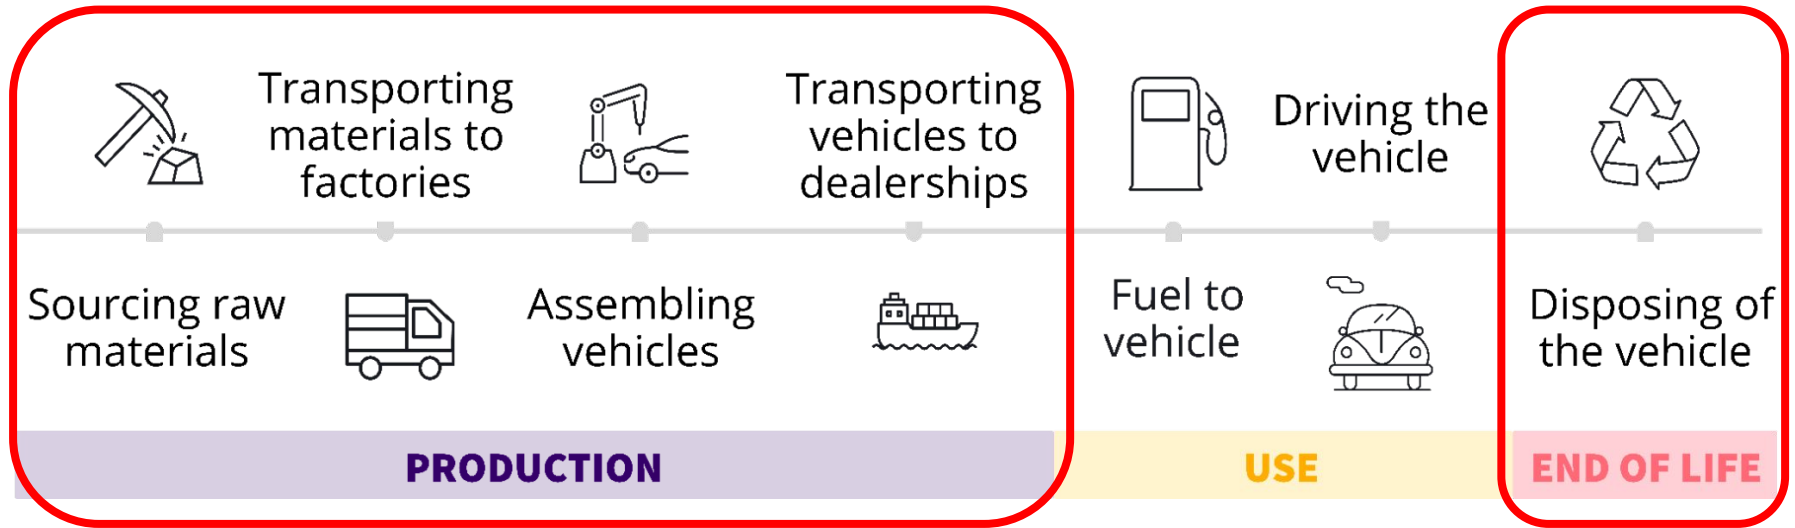 Transporting
materials to
factories
Transporting
vehicles to
dealerships
Driving the
vehicle
Sourcing raw
materials
Assembling
vehicles
Fuel to
vehicle
Disposing of
the vehicle
PRODUCTION
USE
END OF LIFE